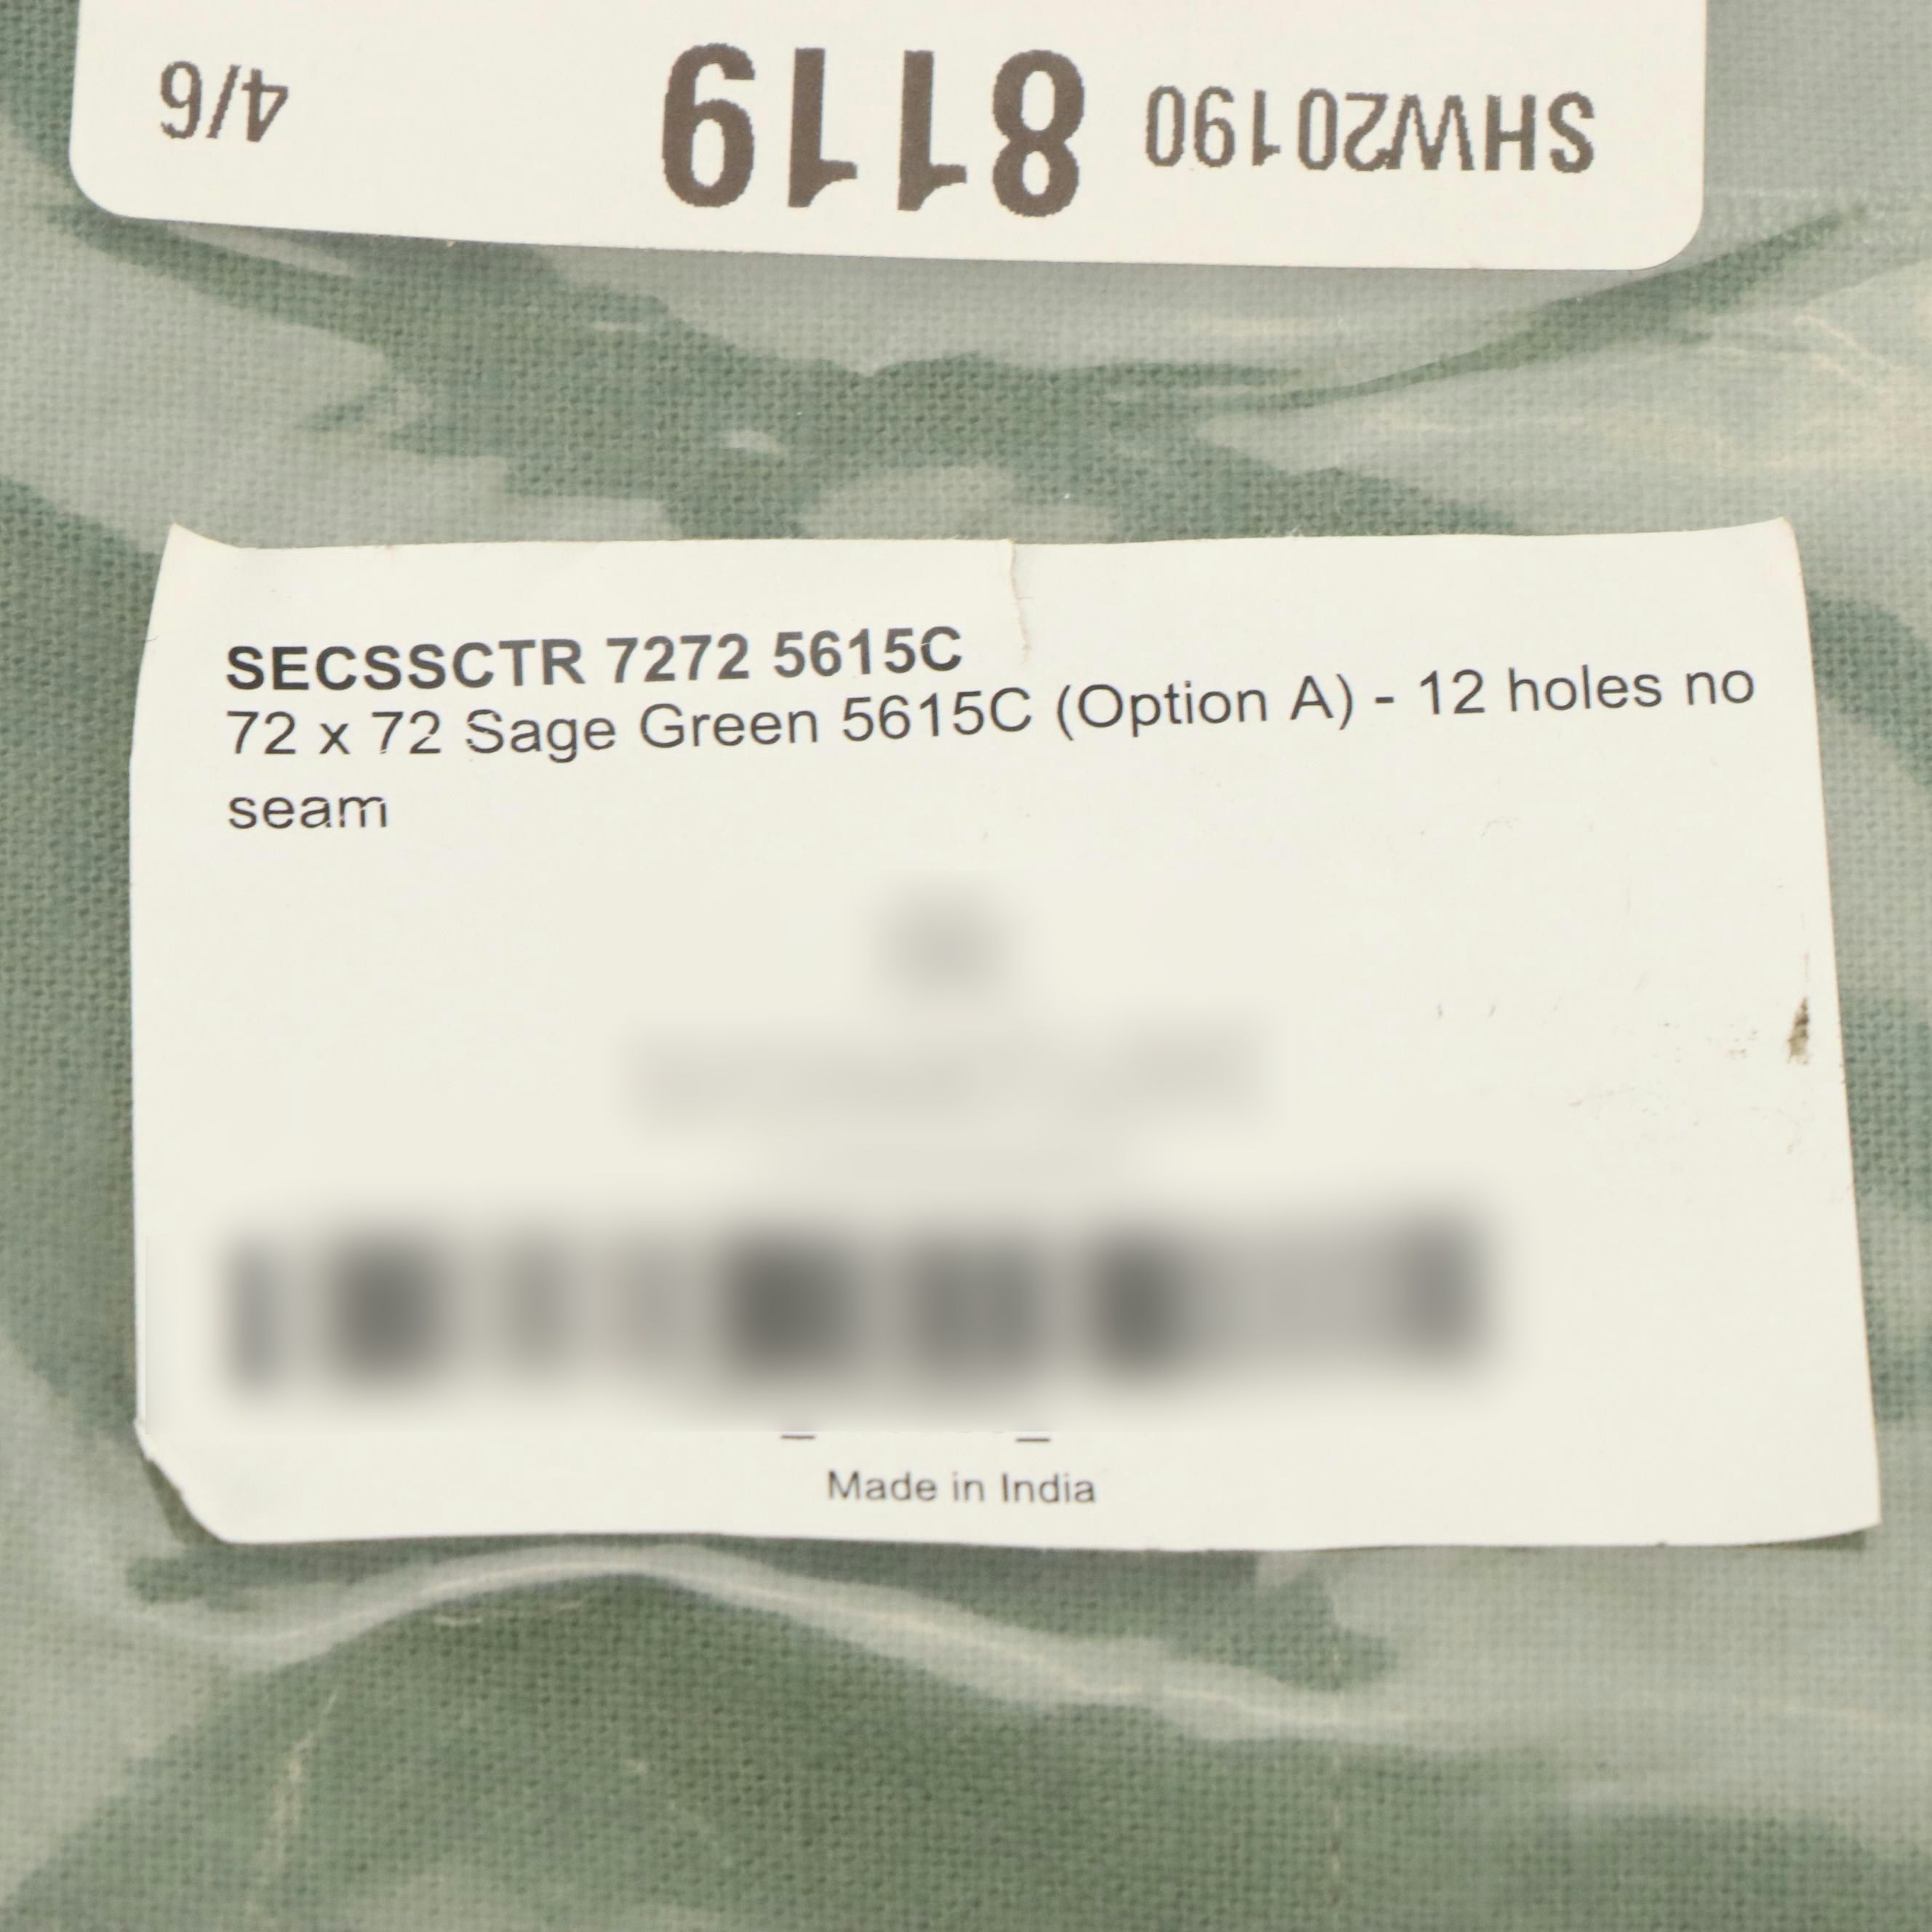 SHW20190 8119 4/6
SECSSCTR 7272 5615C
72 x 72 Sage Green 5615C (Option A) - 12 holes no
seam
Made in India